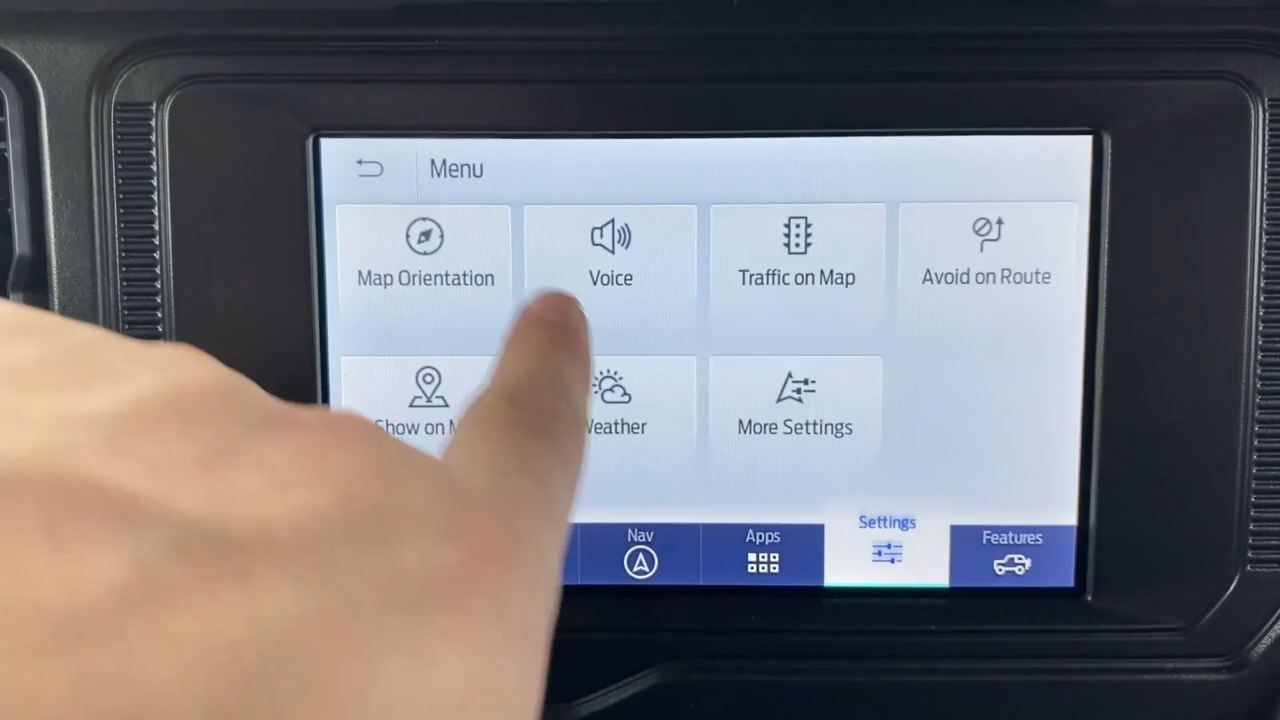 Menu
Map Orientation
Voice
Traffic on Map
Avoid on Route
Show on
Weather
More Settings
Nav
Apps
Settings
Features